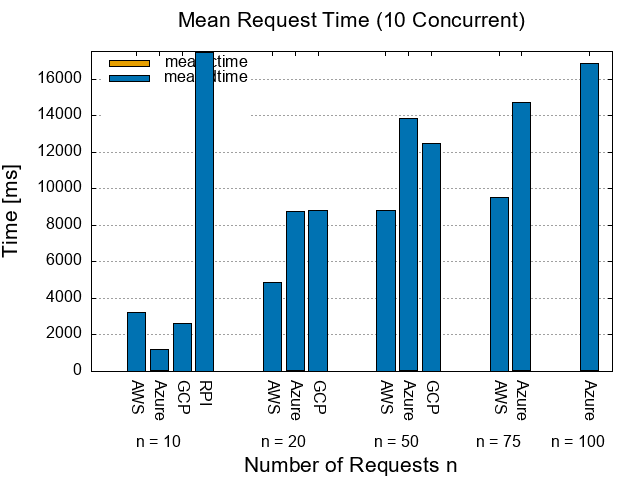 Mean Request Time (10 Concurrent)
Time [ms]
16000
14000
12000
10000
8000
6000
4000
2000
0
AWS
Azure
GCP
RPI
AWS
Azure
GCP
AWS
Azure
GCP
AWS
Azure
Azure
n = 10
n = 20
n = 50
n = 75
n = 100
Number of Requests n